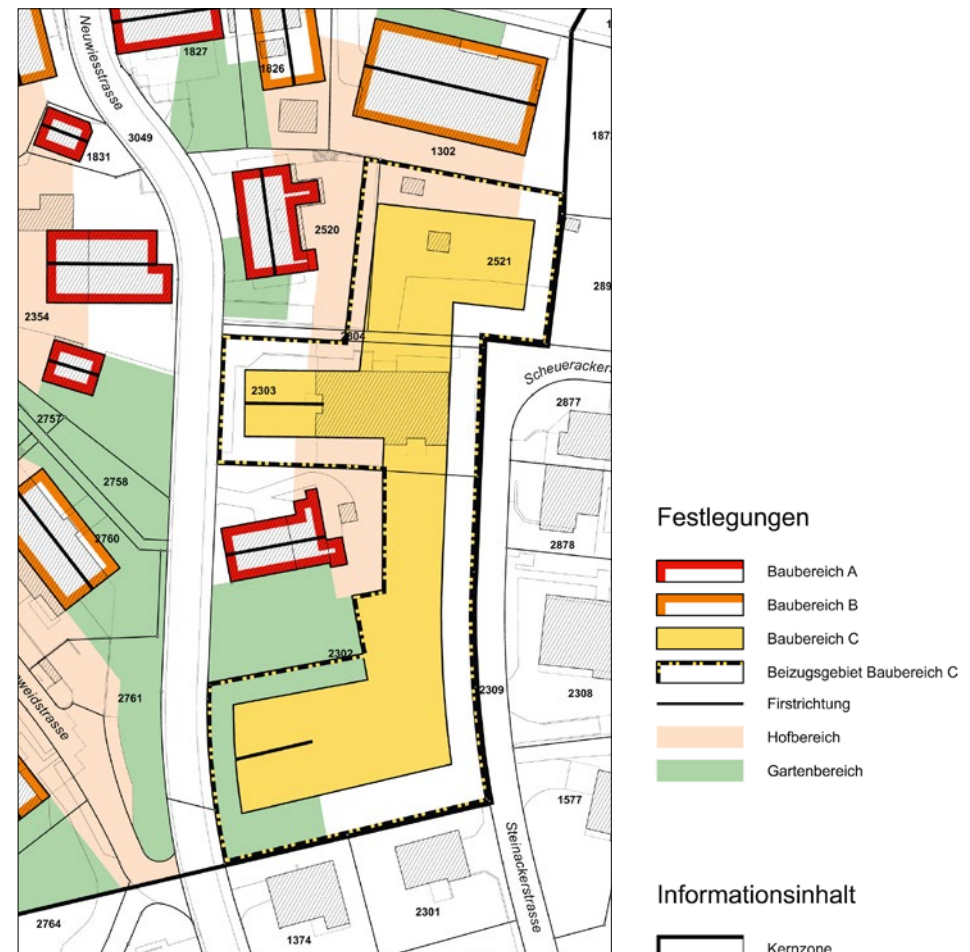 Neuwiesstrasse
1827
1826
3049
1831
1302
187
2520
2521
2354
289
2804
Scheuerackers
2303
2877
2757
2758
2760
2878
2302
2761
2309
2308
weidstrasse
1577
Steinackerstrasse
2764
2301
1374
Festlegungen
Baubereich A
Baubereich B
Baubereich C
Beizugsgebiet Baubereich C
Firstrichtung
Hofbereich
Gartenbereich
Informationsinhalt
Kernzone